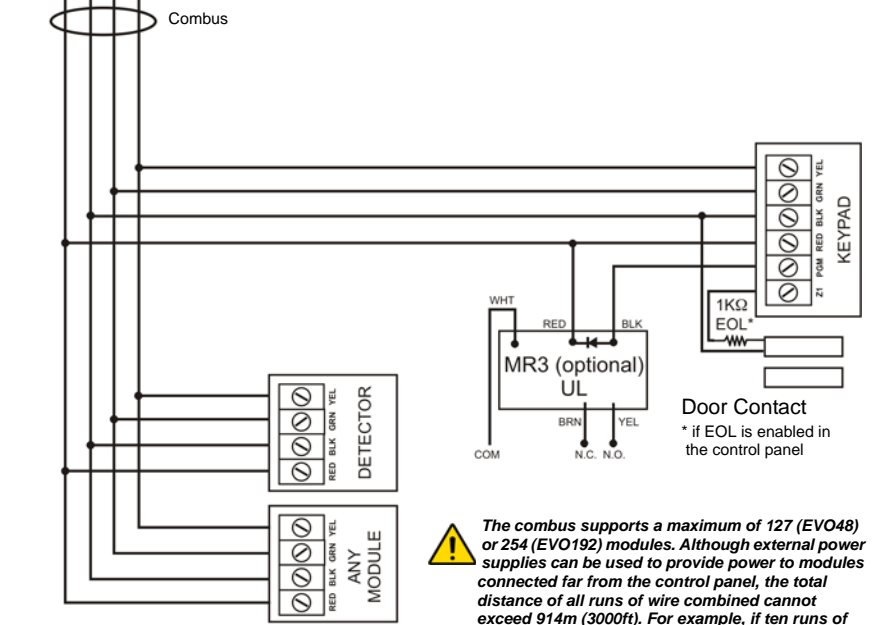 Combus
YEL
GRN
BLK
RED
PGM
Z1
KEYPAD
1KΩ
EOL*
WHT
RED
BLK
MR3 (optional)
UL
BRN
YEL
COM
N.C.
N.O.
Door Contact
* if EOL is enabled in
the control panel
YEL
GRN
BLK
RED
DETECTOR
YEL
GRN
BLK
RED
ANY
MODULE
The combus supports a maximum of 127 (EVO48)
or 254 (EVO192) modules. Although external power
supplies can be used to provide power to modules
connected far from the control panel, the total
distance of all runs of wire combined cannot
exceed 914m (3000ft). For example, if ten runs of